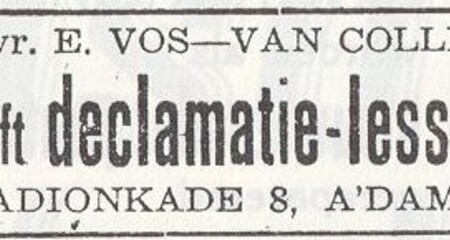 vr. E. VOS—VAN COLL
ft declamatie-less
ADIONKADE 8, A'DAM